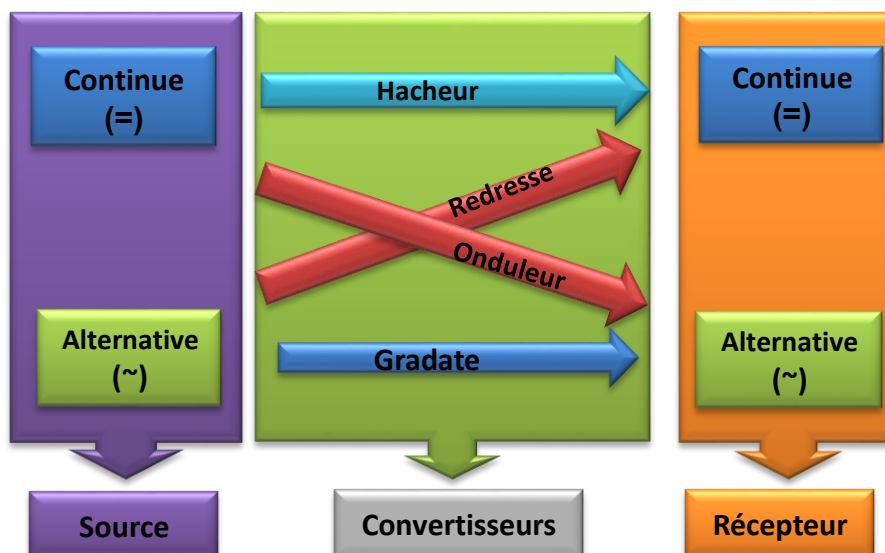 Continue
(=)
Hacheur
Continue
(=)
Redresse
Onduleur
Alternative
(~)
Gradate
Alternative
(~)
Source
Convertisseurs
Récepteur